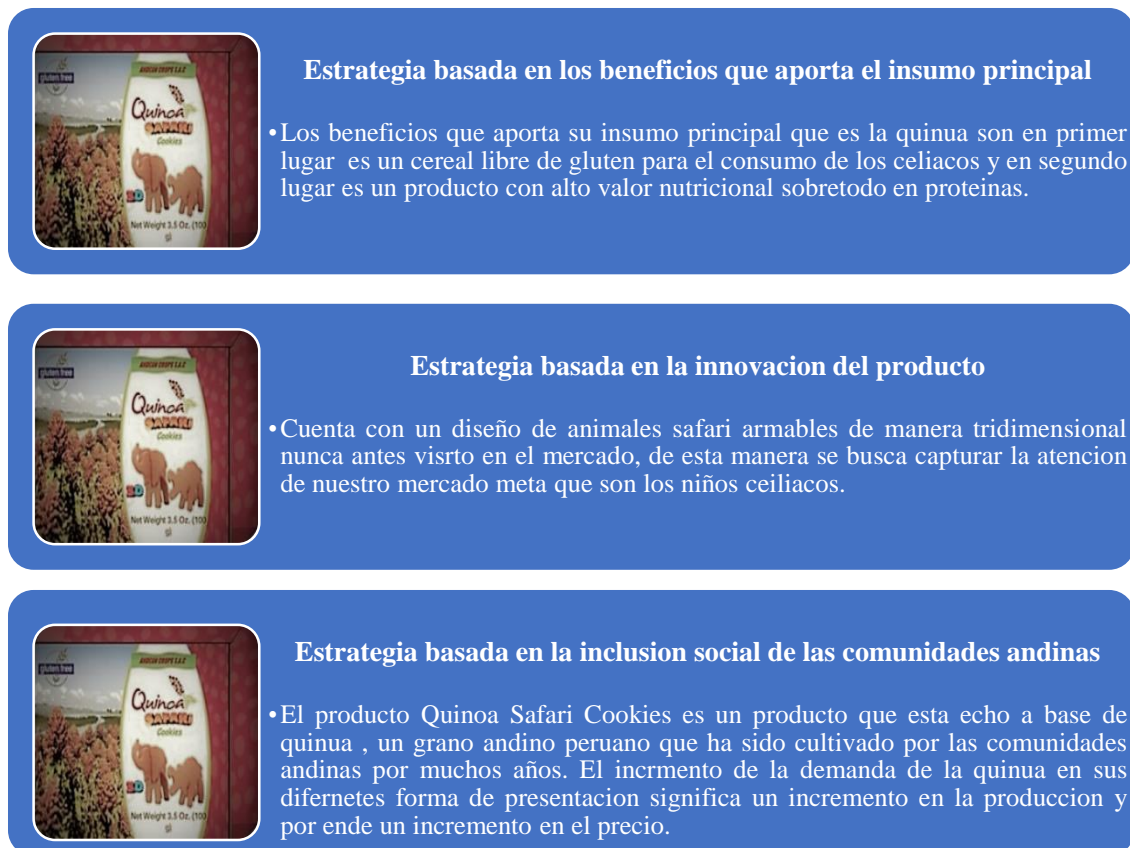 gluten free
ANDEAN CROPS S.A.C
Quinoa
SAFARI
Cookies
3D
Net Weight 3.5 Oz. (100
g)
Estrategia basada en los beneficios que aporta el insumo principal
•Los beneficios que aporta su insumo principal que es la quinua son en primer
lugar es un cereal libre de gluten para el consumo de los celiacos y en segundo
lugar es un producto con alto valor nutricional sobretodo en proteinas.
gluten free
ANDEAN CROPS S.A.C
Quinoa
SAFARI
Cookies
3D
Net Weight 3.5 Oz. (100
g)
Estrategia basada en la innovacion del producto
•Cuenta con un diseño de animales safari armables de manera tridimensional
nunca antes visrto en el mercado, de esta manera se busca capturar la atencion
de nuestro mercado meta que son los niños ceiliacos.
gluten free
ANDEAN CROPS S.A.C
Quinoa
SAFARI
Cookies
3D
Net Weight 3.5 Oz. (100
g)
Estrategia basada en la inclusion social de las comunidades andinas
•El producto Quinoa Safari Cookies es un producto que esta echo a base de
quinua , un grano andino peruano que ha sido cultivado por las comunidades
andinas por muchos años. El incrmento de la demanda de la quinua en sus
difernetes forma de presentacion significa un incremento en la produccion y
por ende un incremento en el precio.